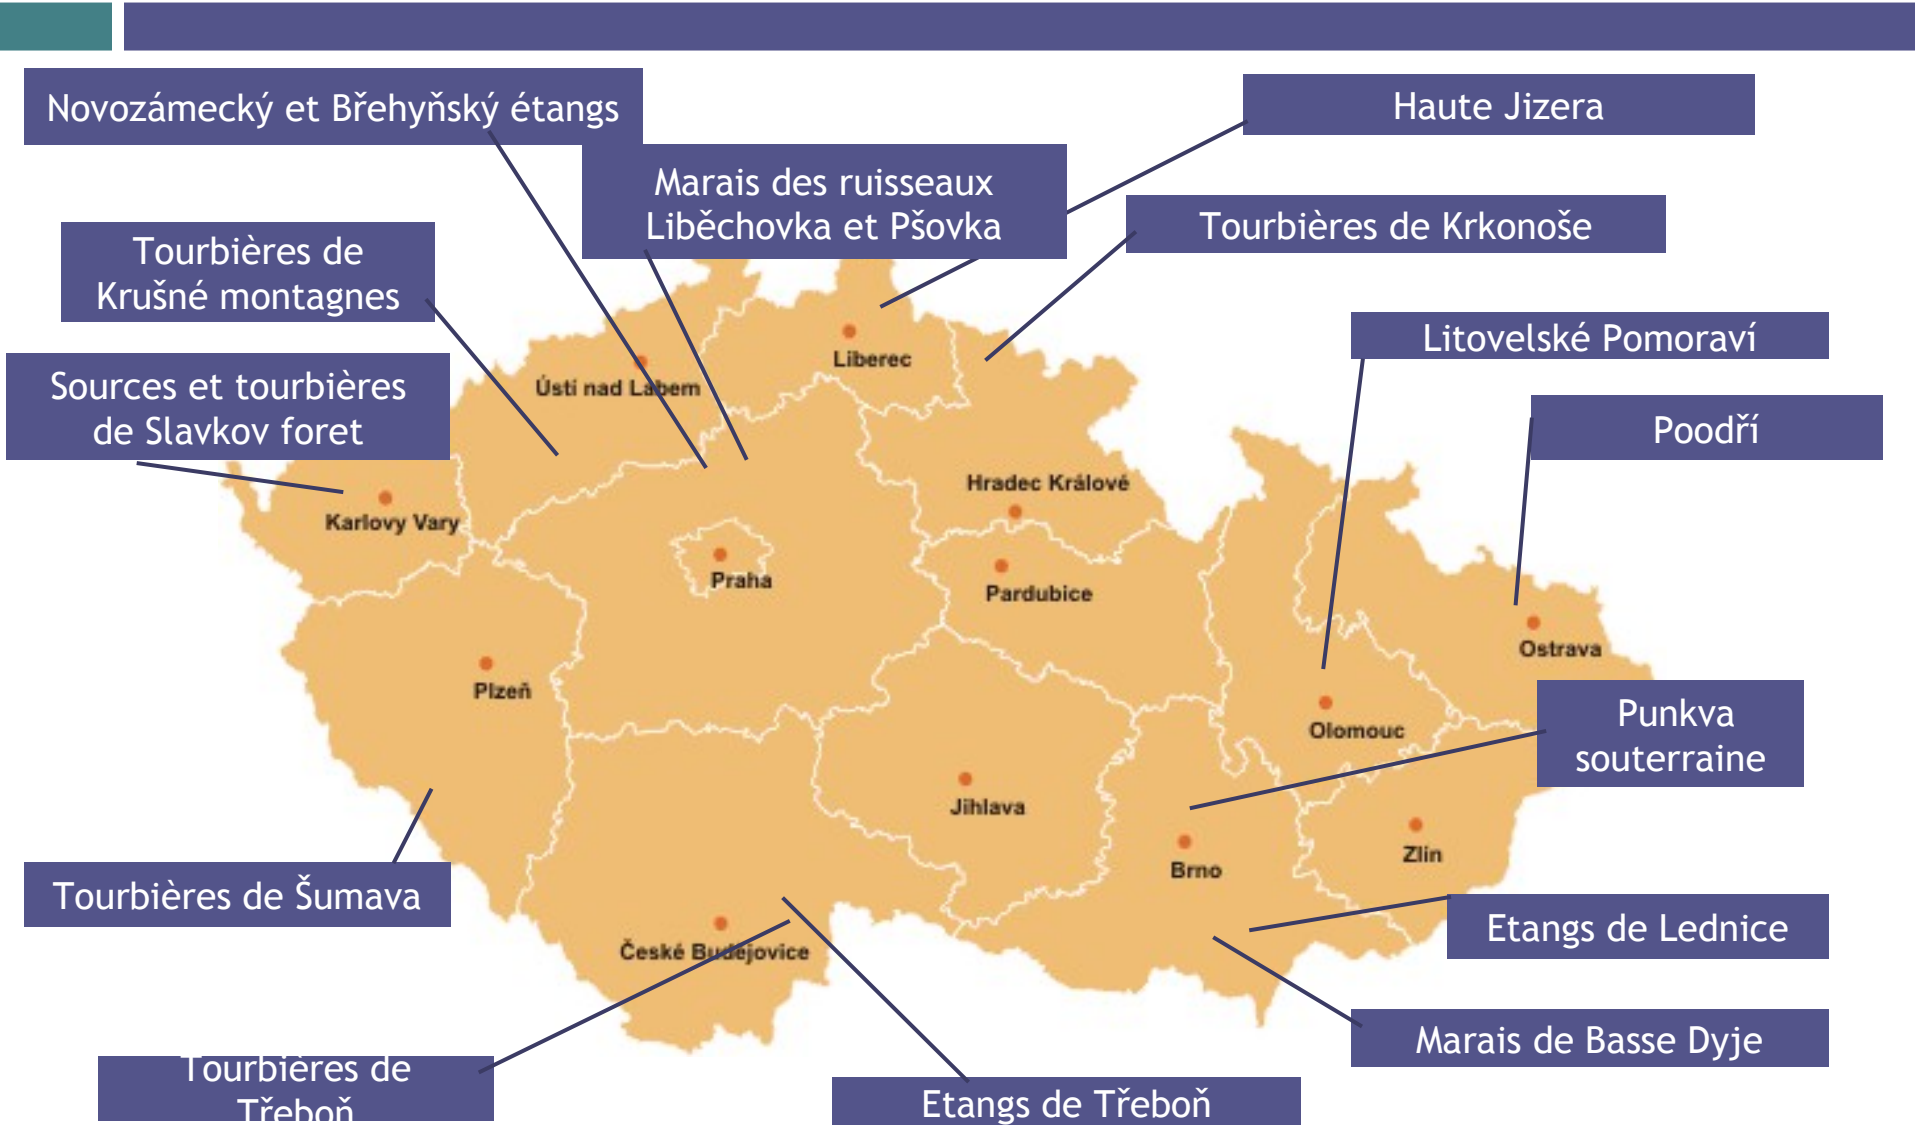 Novozámecký et Břehyňský étangs
Haute Jizera
Marais des ruisseaux
Liběchovka et Pšovka
Tourbières de Krkonoše
Tourbières de
Krušné montagnes
Litovelské Pomoraví
Liberec
Ústí nad Labem
Sources et tourbières
de Slavkov foret
Poodří
Hradec Králové
Karlovy Vary
Praha
Pardubice
Ostrava
Plzeň
Punkva
souterraine
Olomouc
Jihlava
Zlín
Brno
Tourbières de Šumava
Etangs de Lednice
České Budejovice
Marais de Basse Dyje
Tourbières de
Třeboň
Etangs de Třeboň